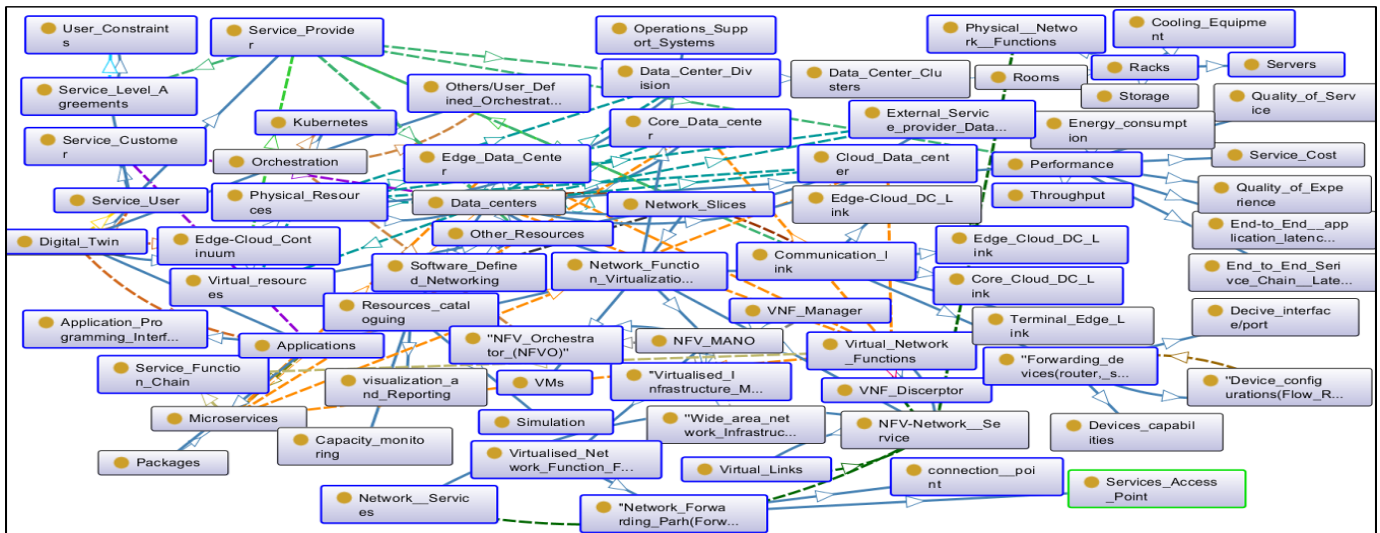 User_Constraint
s
Service_Provide
r
Operations_Supp
ort_Systems
Physical__Netwo
rk__Functions
Cooling_Equipme
nt
Service_Level_A
greements
Others/User_Def
ined_Orchestrat...
Data_Center_Div
ision
Data_Center_Clu
sters
Rooms
Racks
Servers
Storage
Quality_of_Serv
ice
Kubernetes
Core_Data_cente
r
External_Servic
e_provider_Data...
Energy_consumpt
ion
Service_Custome
r
Orchestration
Edge_Data_Cente
r
Cloud_Data_cent
er
Performance
Service_Cost
Service_User
Physical_Resour
ces
Data_centers
Network_Slices
Edge-Cloud_DC_L
ink
Throughput
Quality_of_Expe
rience
Digital_Twin
Edge-Cloud_Cont
inuum
Other_Resources
Communication_l
ink
Edge_Cloud_DC_L
ink
End-to_End__app
lication_latenc...
Virtual_resourc
es
Software_Define
d_Networking
Network_Functio
n_Virtualizatio...
Core_Cloud_DC_L
ink
End_to_End_Seri
vce_Chain__Late...
Application_Pro
gramming_Interf...
Resources_catal
oguing
VNF_Manager
Terminal_Edge_L
ink
Decive_interfac
e/port
Applications
"NFV_Orchestra
tor_(NFVO)"
NFV_MANO
Virtual_Network
_Functions
"Forwarding_de
vices(router,_s...
Service_Functio
n_Chain
visualization_a
nd_Reporting
VMs
"Virtualised_I
nfrastructure_M...
VNF_Discerptor
"Device_config
urations(Flow_R...
Microservices
Capacity_monito
ring
Simulation
"Wide_area_net
work_Infrastruc...
NFV-Network__Se
rvice
Devices_capabil
ities
Packages
Virtualised_Net
work_Function_F...
Virtual_Links
connection__poi
nt
Services_Access
_Point
Network__Servic
es
"Network_Forwa
rding_Parh(Forw...